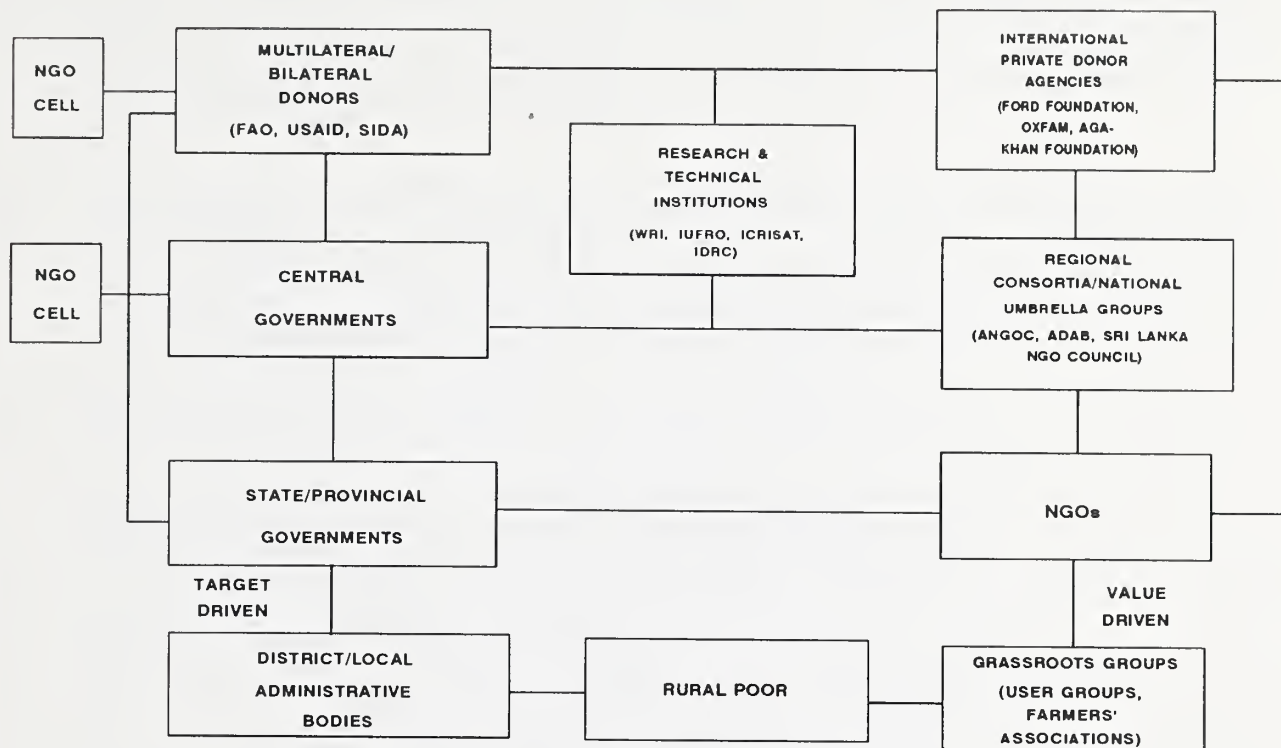 NGO
CELL
MULTILATERAL/
BILATERAL
DONORS
(FAO, USAID, SIDA)
INTERNATIONAL
PRIVATE DONOR
AGENCIES
(FORD FOUNDATION,
OXFAM, AGA-
KHAN FOUNDATION)
RESEARCH &
TECHNICAL
INSTITUTIONS
(WRI, IUFRO, ICRISAT,
IDRC)
NGO
CELL
CENTRAL
GOVERNMENTS
REGIONAL
CONSORTIA/NATIONAL
UMBRELLA GROUPS
(ANGOC, ADAB, SRI LANKA
NGO COUNCIL)
STATE/PROVINCIAL
GOVERNMENTS
NGOs
TARGET
DRIVEN
VALUE
DRIVEN
DISTRICT/LOCAL
ADMINISTRATIVE
BODIES
RURAL POOR
GRASSROOTS GROUPS
(USER GROUPS,
FARMERS'
ASSOCIATIONS)